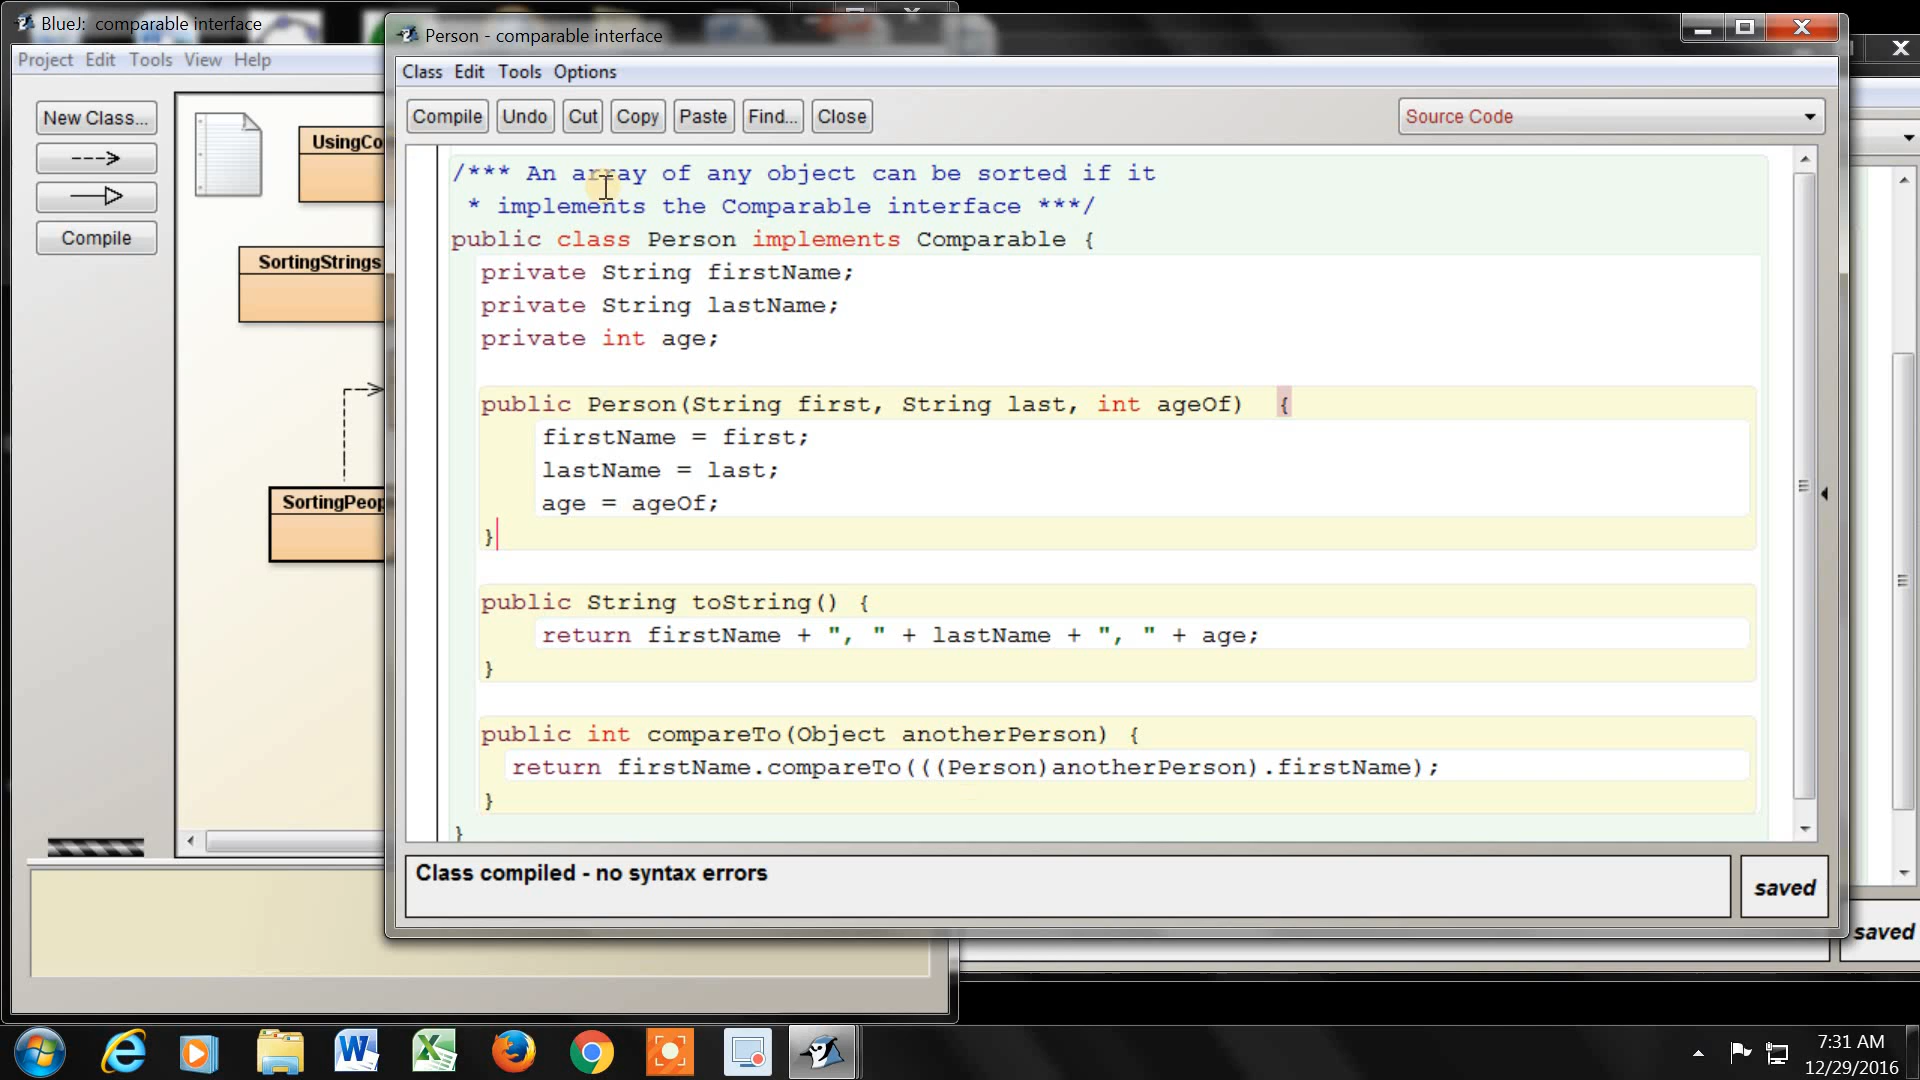 BlueJ:  comparable interface
Project Edit Tools View Help
New Class...
Compile
UsingCo
SortingStrings
SortingPeop
Person - comparable interface
Class Edit Tools Options
Compile Undo Cut Copy Paste Find... Close
Source Code
/*** An array of any object can be sorted if it
 * implements the Comparable interface ***/
public class Person implements Comparable {
  private String firstName;
  private String lastName;
  private int age;
  public Person(String first, String last, int ageOf)  {
      firstName = first;
      lastName = last;
      age = ageOf;
  }
  public String toString() {
      return firstName + ", " + lastName + ", " + age;
  }
  public int compareTo(Object anotherPerson) {
    return firstName.compareTo(((Person)anotherPerson).firstName);
  }
}
Class compiled - no syntax errors
saved
saved
7:31 AM
12/29/2016